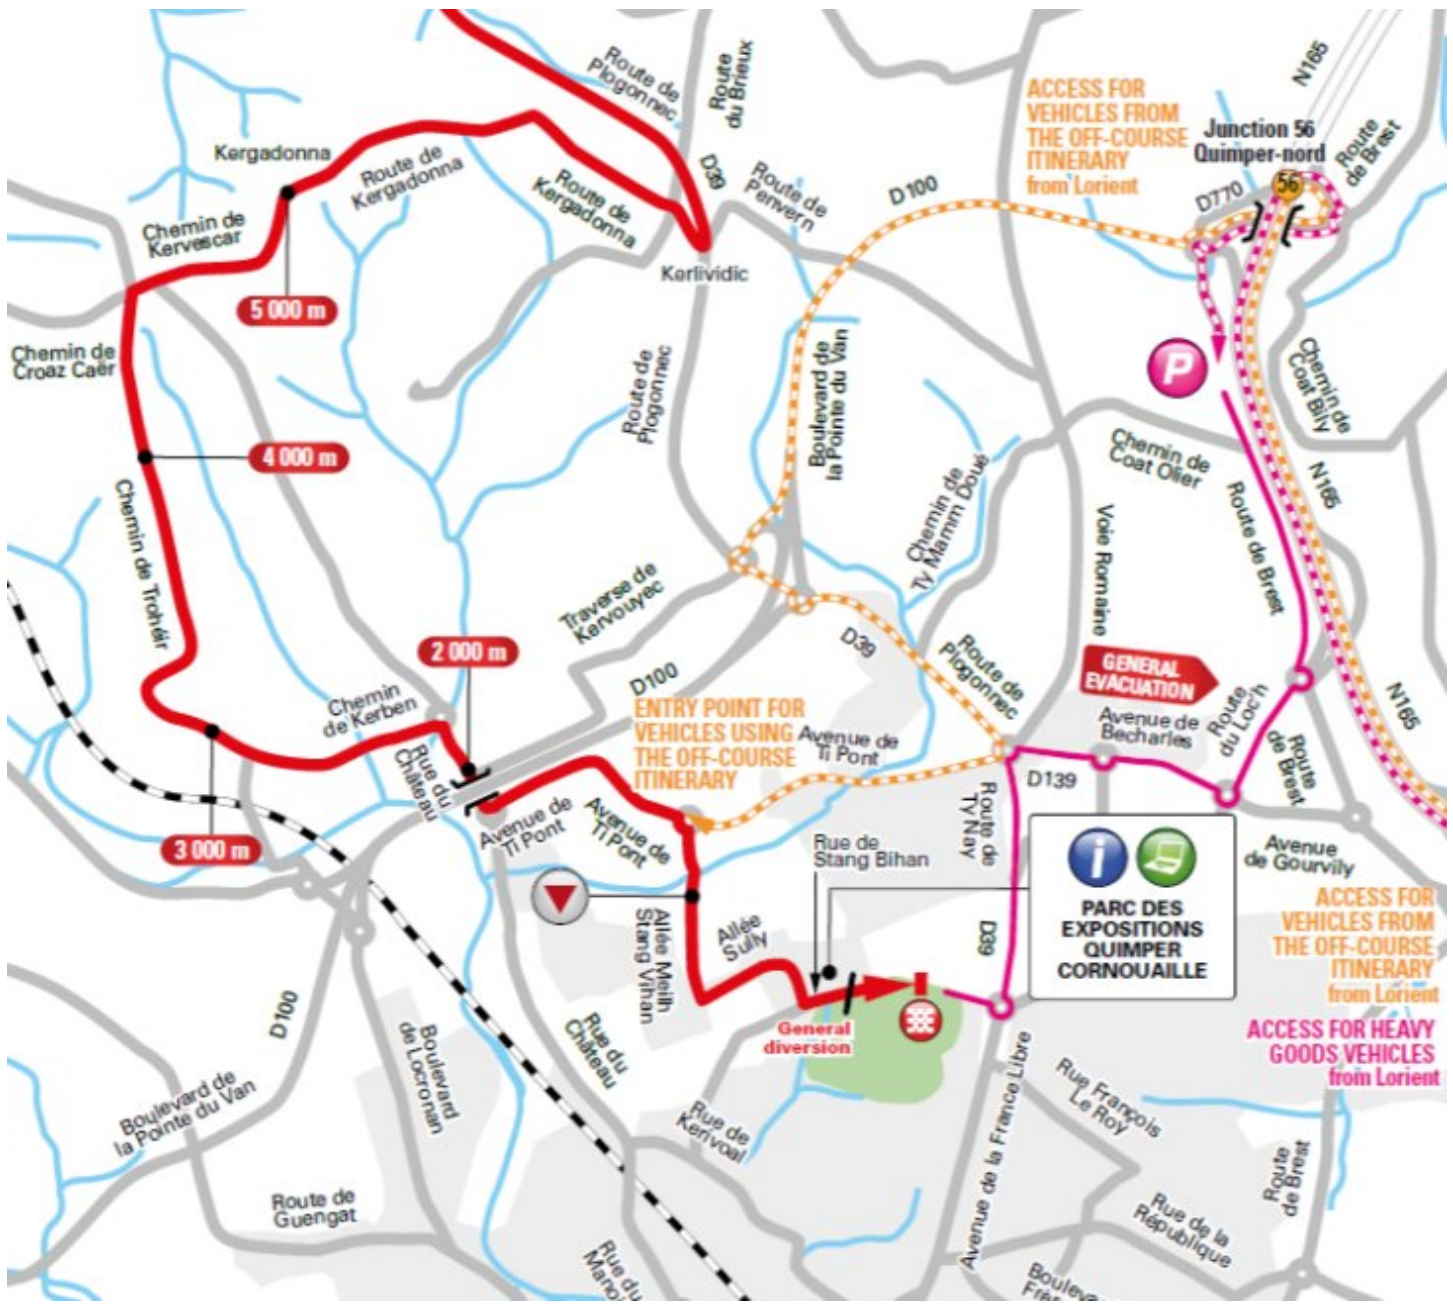 Route de
Plogonnec
Route
du Brieux
N165
ACCESS FOR
VEHICLES FROM
THE OFF-COURSE
ITINERARY
from Lorient
Junction 56
Quimper-nord
Route
de Brest
Kergadonna
Route de
Kergadonna
Route de
Kergadonna
D39
Route de
Penvern
D100
D770
56
Chemin de
Kervescar
Kerlividic
5 000 m
Chemin de
Croaz Caër
Route de
Plogonnec
Boulevard de
la Pointe du Van
P
Chemin de
Coat Bily
4 000 m
Chemin de
Coat Olier
N165
Chemin de Trohéir
Chemin de
Ty Mamm Doué
Voie Romaine
Route de Brest
Traverse de
Kervouyec
2 000 m
D39
Route de
Plogonnec
GENERAL
EVACUATION
Chemin
de Kerben
D100
ENTRY POINT FOR
VEHICLES USING
THE OFF-COURSE
ITINERARY
Avenue de
Ti Pont
Avenue de
Becharles
Route
du Loc'h
N165
Rue du
Château
Route de
Ty Nay
D139
Route
de Brest
3 000 m
Avenue de
Ti Pont
Avenue de
Ti Pont
Rue de
Stang Bihan
i
Avenue
de Gourvily
PARC DES
EXPOSITIONS
QUIMPER
CORNOUAILLE
ACCESS FOR
VEHICLES FROM
THE OFF-COURSE
ITINERARY
from Lorient
Allée Meilh
Stang Vihan
Allée
Sully
D39
D100
General
diversion
ACCESS FOR HEAVY
GOODS VEHICLES
from Lorient
Rue du
Château
Boulevard
de Locronan
Boulevard de
la Pointe du Van
Rue de
Kerivoal
Avenue de la France Libre
Rue François
Le Roy
Route de
Guengat
Route
de Brest
Rue de la
République
Rue du